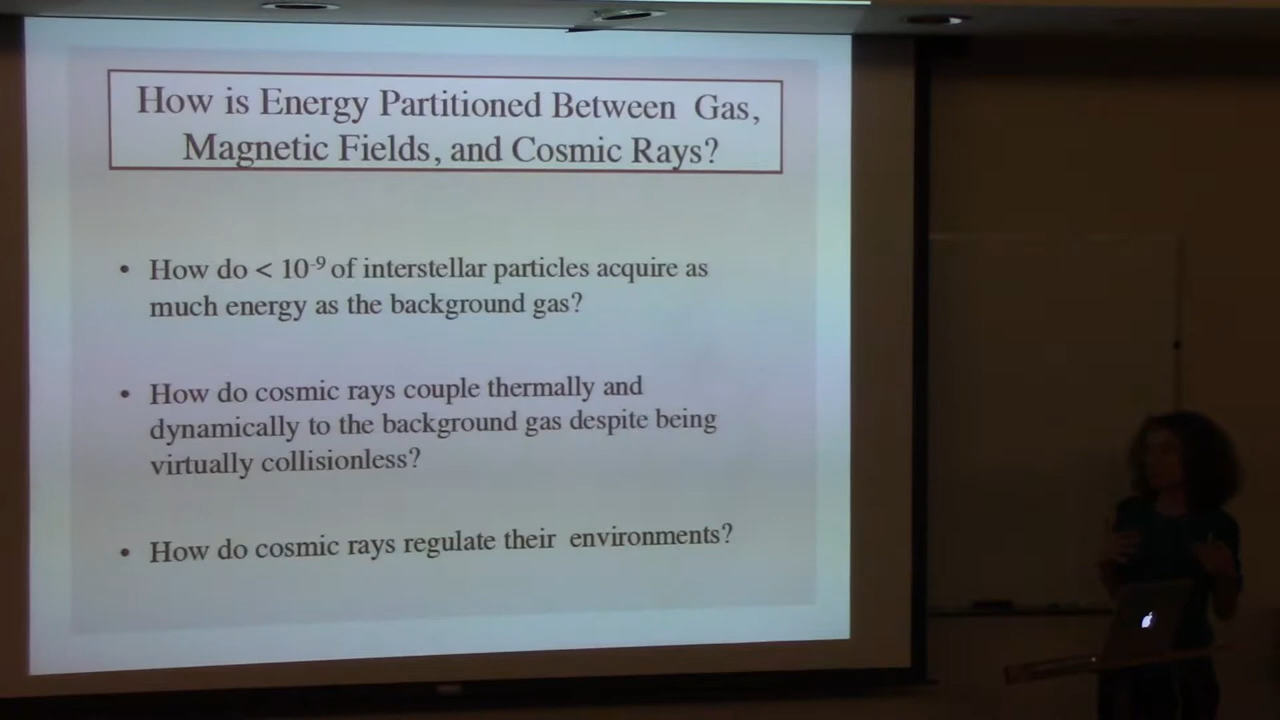 How is Energy Partitioned Between Gas,
Magnetic Fields, and Cosmic Rays?
• How do < 10⁻⁹ of interstellar particles acquire as
much energy as the background gas?
• How do cosmic rays couple thermally and
dynamically to the background gas despite being
virtually collisionless?
• How do cosmic rays regulate their environments?